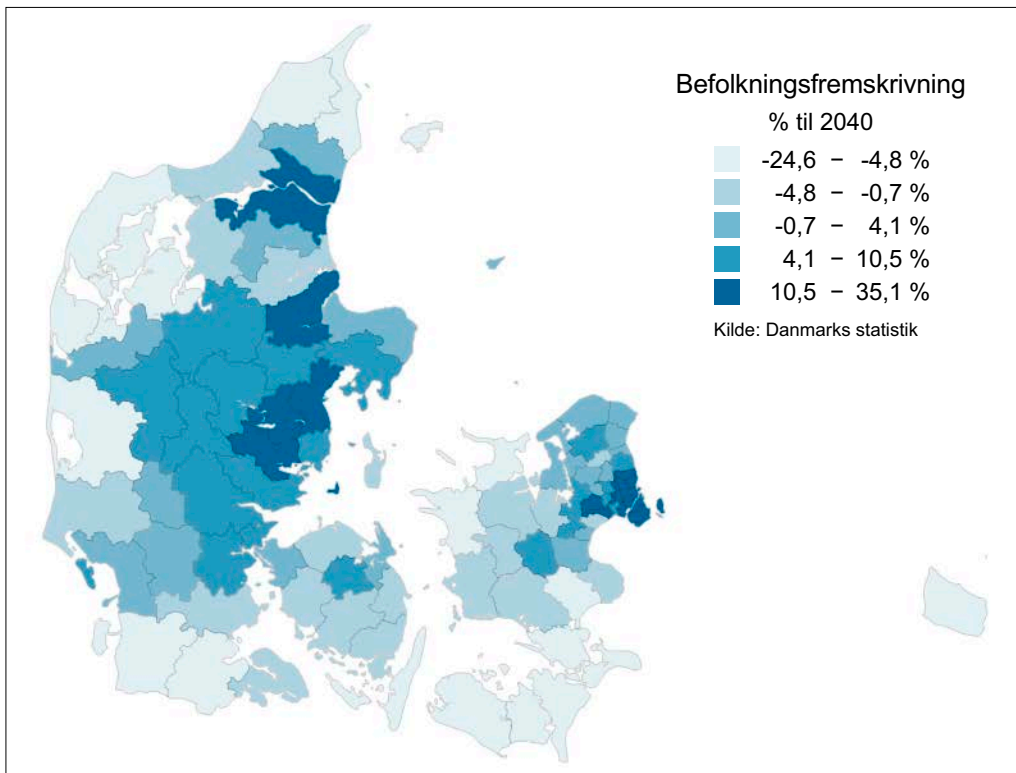 Befolkningsfremskrivning
% til 2040
-24,6 – -4,8 %
-4,8 – -0,7 %
-0,7 – 4,1 %
4,1 – 10,5 %
10,5 – 35,1 %
Kilde: Danmarks statistik